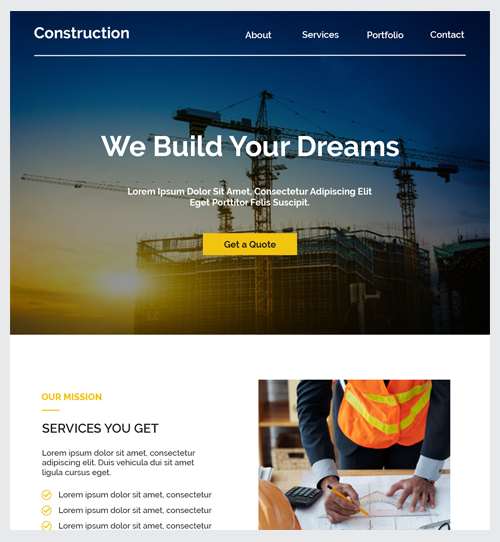 Construction
About Services Portfolio Contact
We Build Your Dreams
Lorem Ipsum Dolor Sit Amet, Consectetur Adipiscing Elit
Eget Porttitor Felis Suscipit.
Get a Quote
OUR MISSION
SERVICES YOU GET
Lorem ipsum dolor sit amet, consectetur
adipiscing elit. Duis vehicula dui sit amet
ligula cursus eget.
Lorem ipsum dolor sit amet, consectetur
Lorem ipsum dolor sit amet, consectetur
Lorem ipsum dolor sit amet, consectetur